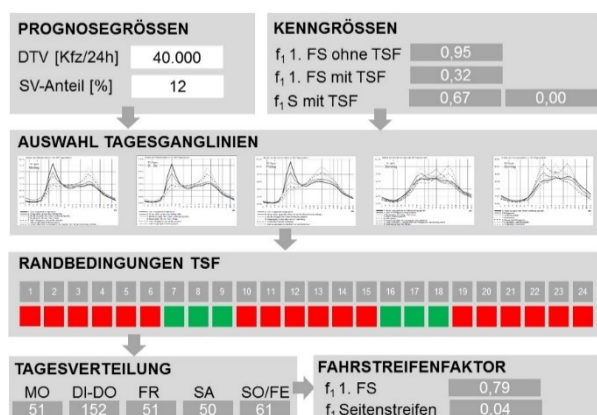 PROGNOSEGRÖSSEN
DTV [Kfz/24h] 40.000
SV-Anteil [%] 12
KENNGRÖSSEN
f₁ 1. FS ohne TSF 0,95
f₁ 1. FS mit TSF 0,32
f₁ S mit TSF 0,67 0,00
AUSWAHL TAGESGANGLINIEN
RANDBEDINGUNGEN TSF
1 2 3 4 5 6 7 8 9 10 11 12 13 14 15 16 17 18 19 20 21 22 23 24
TAGESVERTEILUNG
MO DI-DO FR SA SO/FE
51 152 51 50 61
FAHRSTREIFENFAKTOR
f₁ 1. FS 0,79
f₁ Seitenstreifen 0,04